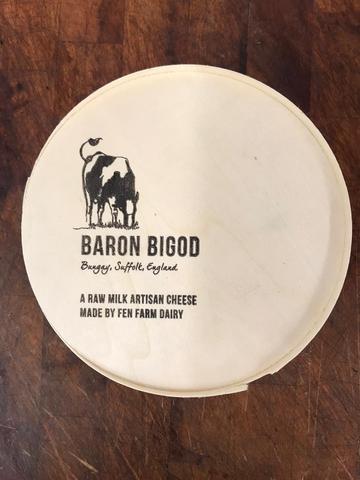 BARON BIGOD
Bungay, Suffolk, England
A RAW MILK ARTISAN CHEESE
MADE BY FEN FARM DAIRY